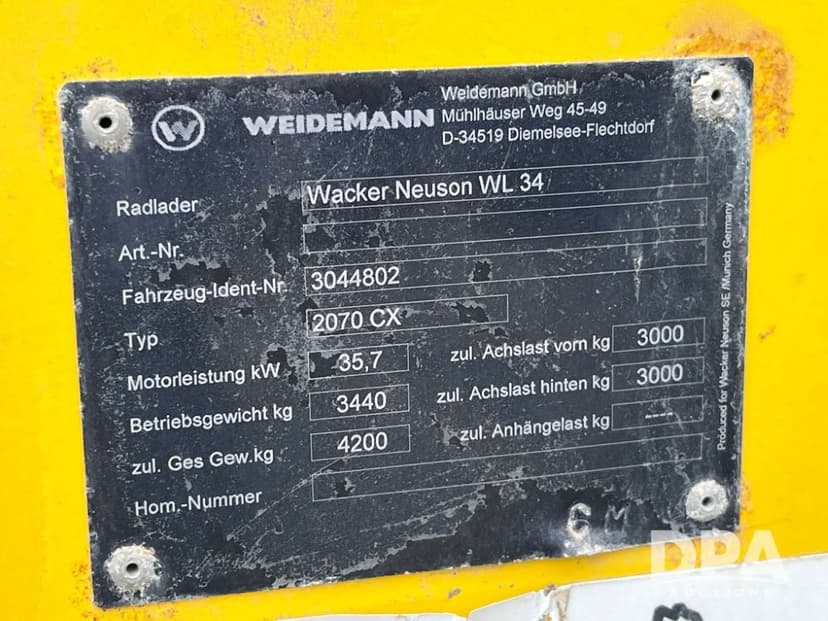 W WEIDEMANN
Weidemann GmbH
Mühlhäuser Weg 45-49
D-34519 Diemelsee-Flechtdorf
Radlader Wacker Neuson WL 34
Art.-Nr.
Fahrzeug-Ident-Nr. 3044802
Typ 2070 CX
Motorleistung kW 35,7
zul. Achslast vorn kg 3000
Betriebsgewicht kg 3440
zul. Achslast hinten kg 3000
zul. Ges Gew.kg 4200
zul. Anhängelast kg ----
Hom.-Nummer
Produced for Wacker Neuson SE /Munich Germany
6 M
DPA
AUCTIONS